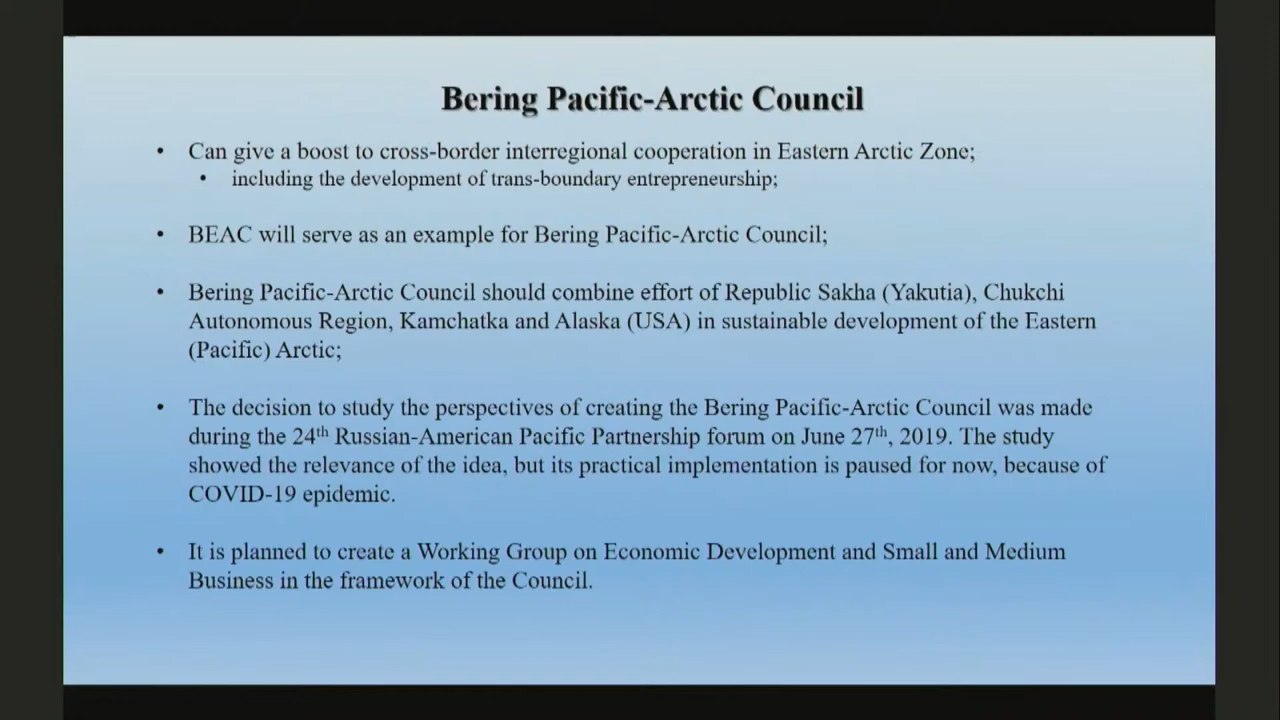 Bering Pacific-Arctic Council
• Can give a boost to cross-border interregional cooperation in Eastern Arctic Zone;
• including the development of trans-boundary entrepreneurship;
• BEAC will serve as an example for Bering Pacific-Arctic Council;
• Bering Pacific-Arctic Council should combine effort of Republic Sakha (Yakutia), Chukchi
Autonomous Region, Kamchatka and Alaska (USA) in sustainable development of the Eastern
(Pacific) Arctic;
• The decision to study the perspectives of creating the Bering Pacific-Arctic Council was made
during the 24th Russian-American Pacific Partnership forum on June 27th, 2019. The study
showed the relevance of the idea, but its practical implementation is paused for now, because of
COVID-19 epidemic.
• It is planned to create a Working Group on Economic Development and Small and Medium
Business in the framework of the Council.